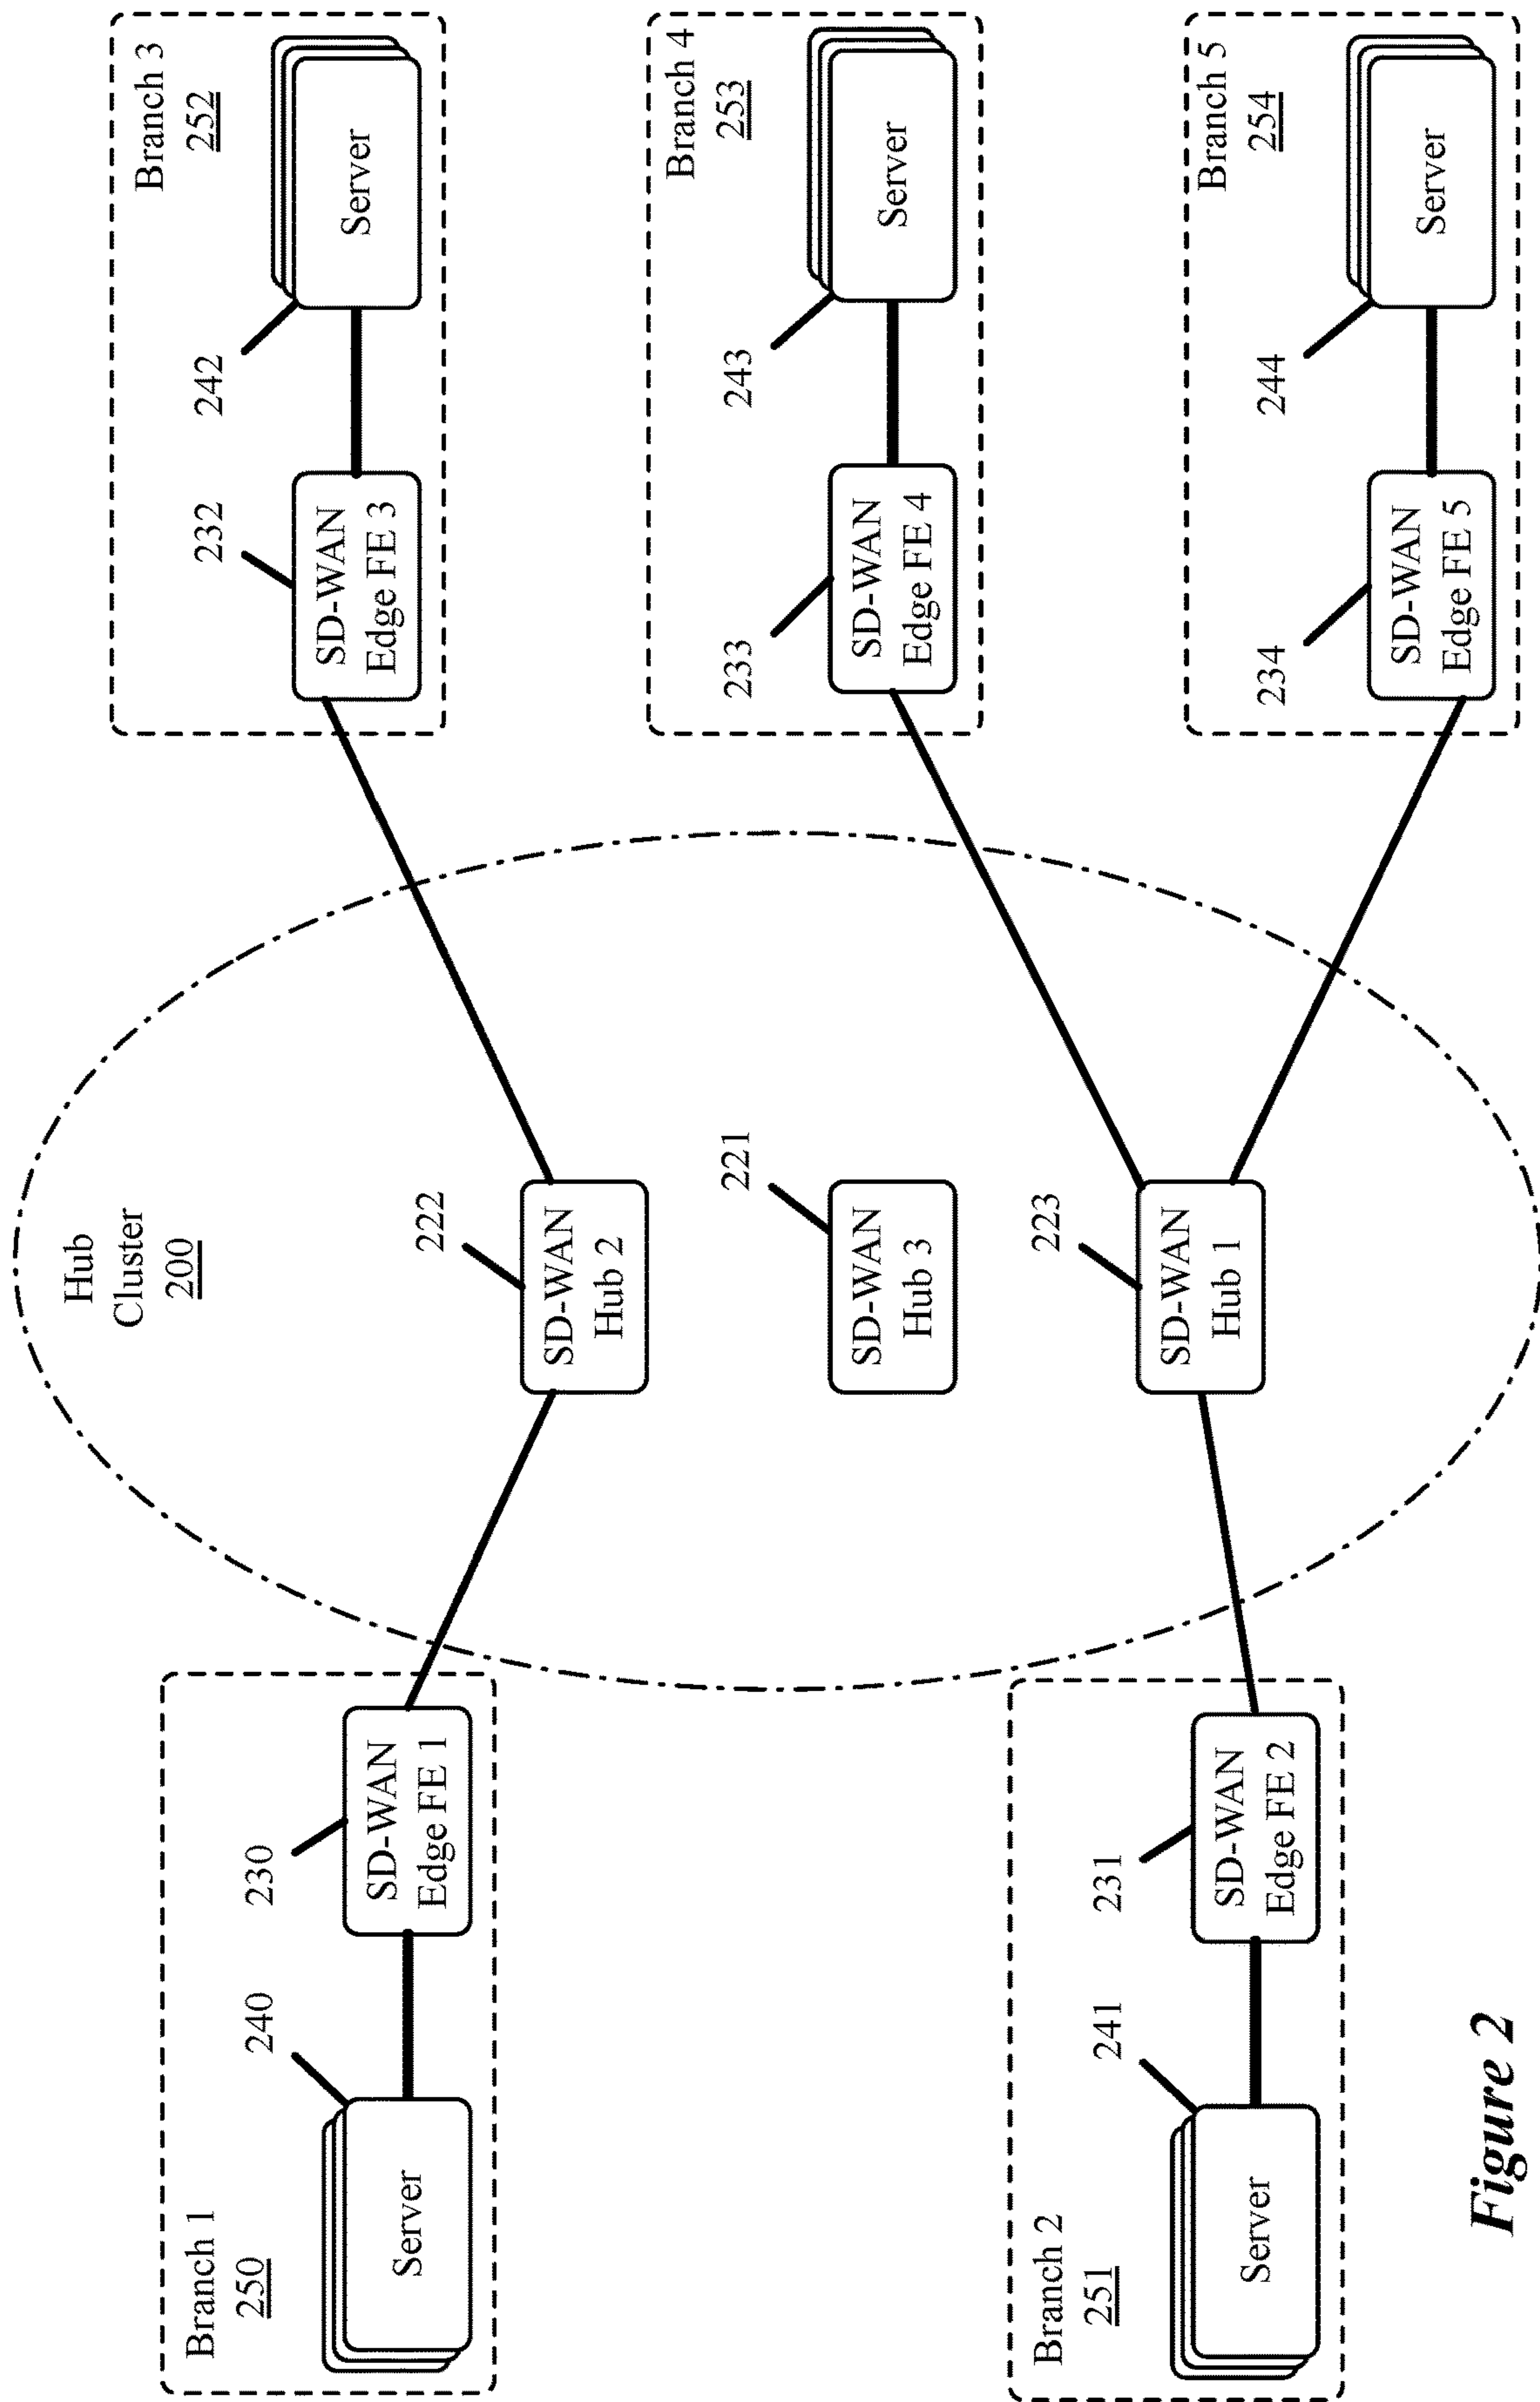 Branch 1
250
240
230
Server
SD-WAN
Edge FE 1
Branch 2
251
241
231
Server
SD-WAN
Edge FE 2
Hub
Cluster
200
222
SD-WAN
Hub 2
221
SD-WAN
Hub 3
223
SD-WAN
Hub 1
Branch 3
252
232
242
SD-WAN
Edge FE 3
Server
Branch 4
253
233
243
SD-WAN
Edge FE 4
Server
Branch 5
254
234
244
SD-WAN
Edge FE 5
Server
Figure 2